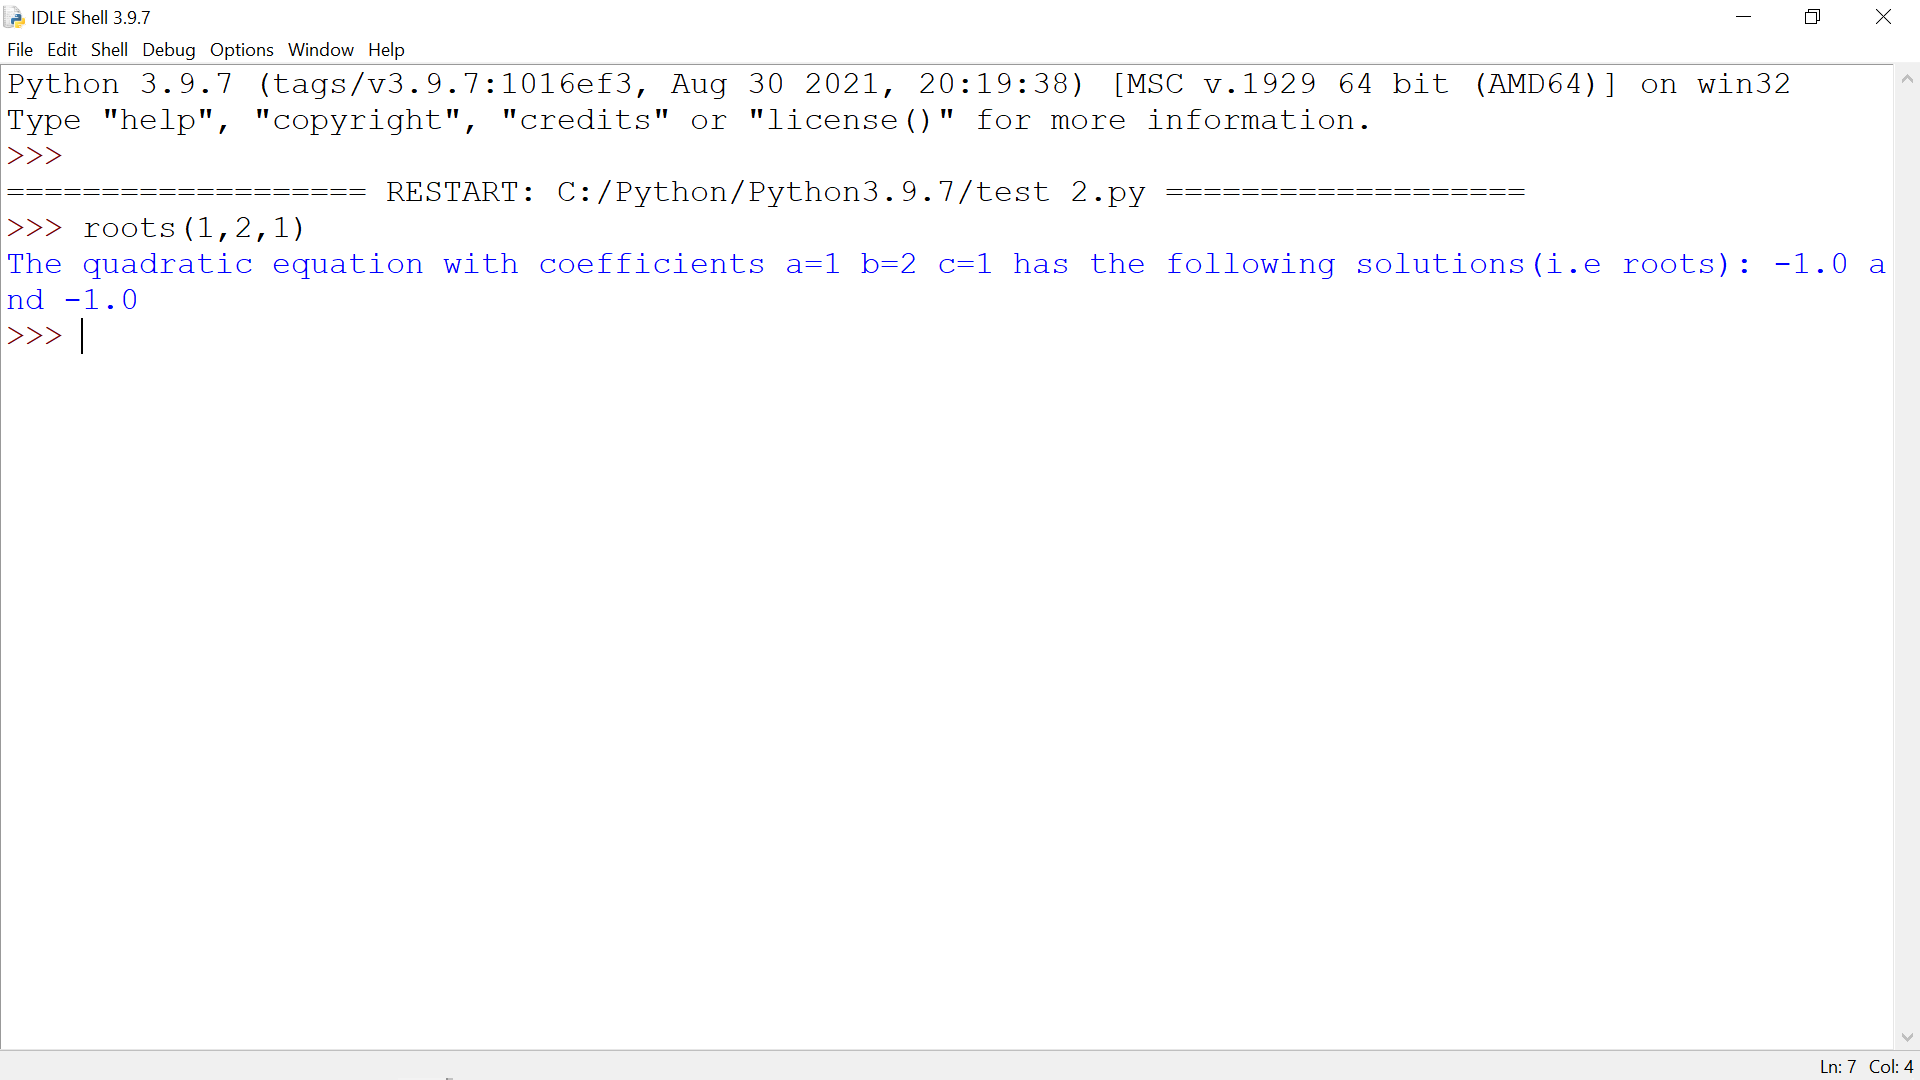 IDLE Shell 3.9.7
File Edit Shell Debug Options Window Help
Python 3.9.7 (tags/v3.9.7:1016ef3, Aug 30 2021, 20:19:38) [MSC v.1929 64 bit (AMD64)] on win32
Type "help", "copyright", "credits" or "license()" for more information.
>>>
=================== RESTART: C:/Python/Python3.9.7/test 2.py ===================
>>> roots(1,2,1)
The quadratic equation with coefficients a=1 b=2 c=1 has the following solutions(i.e roots): -1.0 a
nd -1.0
>>>
Ln: 7 Col: 4